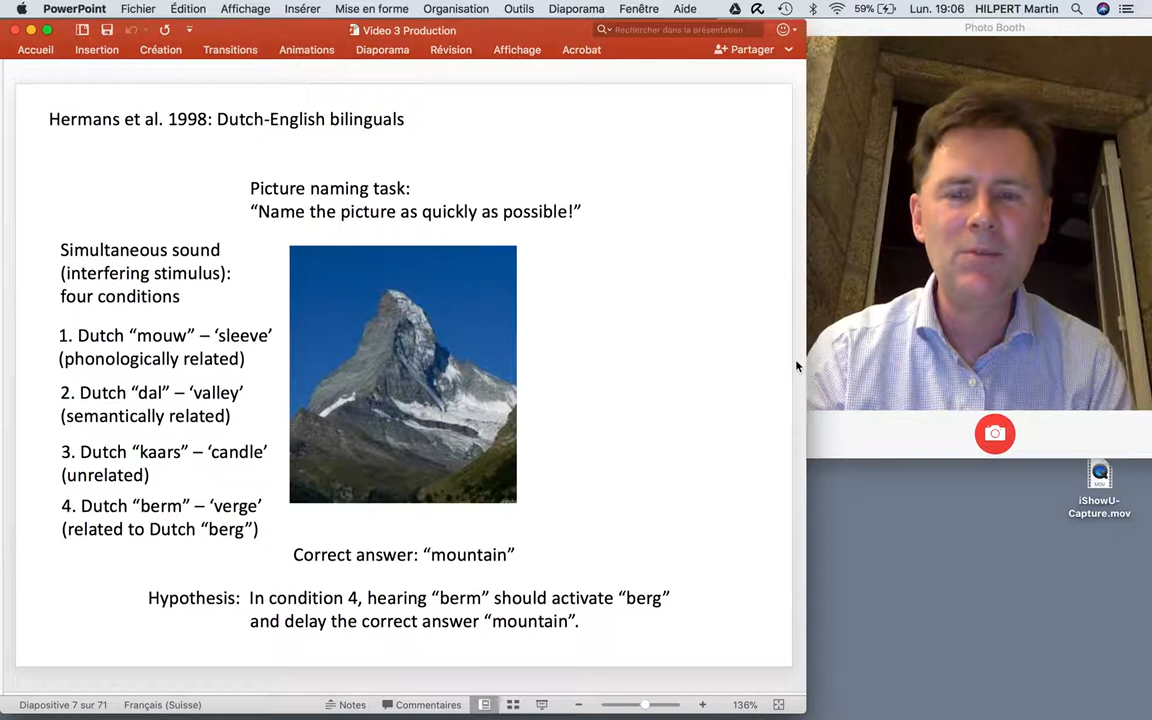 PowerPoint Fichier Édition Affichage Insérer Mise en forme Organisation Outils Diaporama Fenêtre Aide 59% Lun. 19:06 HILPERT Martin
Video 3 Production
Rechercher dans la présentation
Photo Booth
Accueil Insertion Création Transitions Animations Diaporama Révision Affichage Acrobat Partager
Hermans et al. 1998: Dutch-English bilinguals
Picture naming task:
“Name the picture as quickly as possible!”
Simultaneous sound
(interfering stimulus):
four conditions
1. Dutch “mouw” – ‘sleeve’
(phonologically related)
2. Dutch “dal” – ‘valley’
(semantically related)
3. Dutch “kaars” – ‘candle’
(unrelated)
4. Dutch “berm” – ‘verge’
(related to Dutch “berg”)
Correct answer: “mountain”
Hypothesis: In condition 4, hearing “berm” should activate “berg”
and delay the correct answer “mountain”.
MOV
iShowU-
Capture.mov
Diapositive 7 sur 71 Français (Suisse) Notes Commentaires 136%